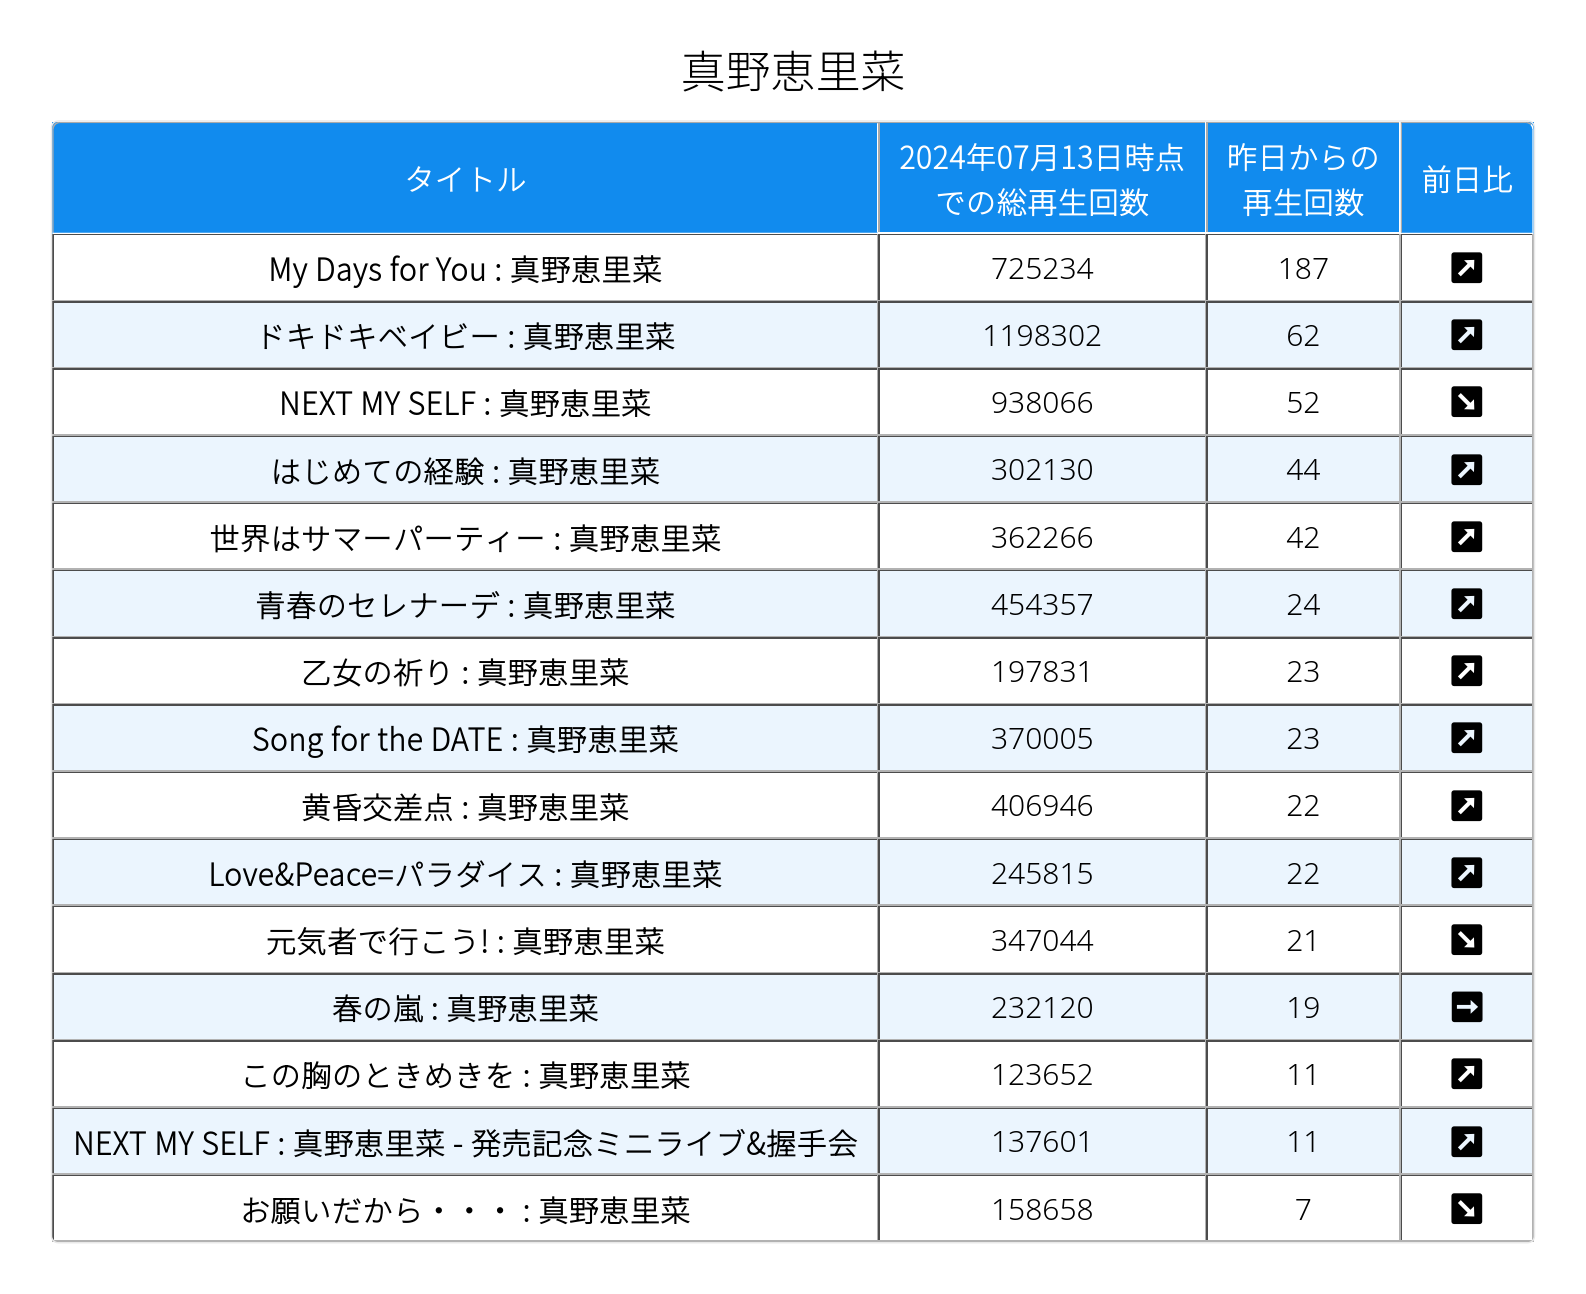 真野恵里菜
タイトル 2024年07月13日時点 での総再生回数 昨日からの 再生回数 前日比
My Days for You : 真野恵里菜 725234 187 ↗
ドキドキベイビー : 真野恵里菜 1198302 62 ↗
NEXT MY SELF : 真野恵里菜 938066 52 ↘
はじめての経験 : 真野恵里菜 302130 44 ↗
世界はサマーパーティー : 真野恵里菜 362266 42 ↗
青春のセレナーデ : 真野恵里菜 454357 24 ↗
乙女の祈り : 真野恵里菜 197831 23 ↗
Song for the DATE : 真野恵里菜 370005 23 ↗
黄昏交差点 : 真野恵里菜 406946 22 ↗
Love&Peace=パラダイス : 真野恵里菜 245815 22 ↗
元気者で行こう! : 真野恵里菜 347044 21 ↘
春の嵐 : 真野恵里菜 232120 19 →
この胸のときめきを : 真野恵里菜 123652 11 ↗
NEXT MY SELF : 真野恵里菜 - 発売記念ミニライブ&握手会 137601 11 ↗
お願いだから・・・ : 真野恵里菜 158658 7 ↘